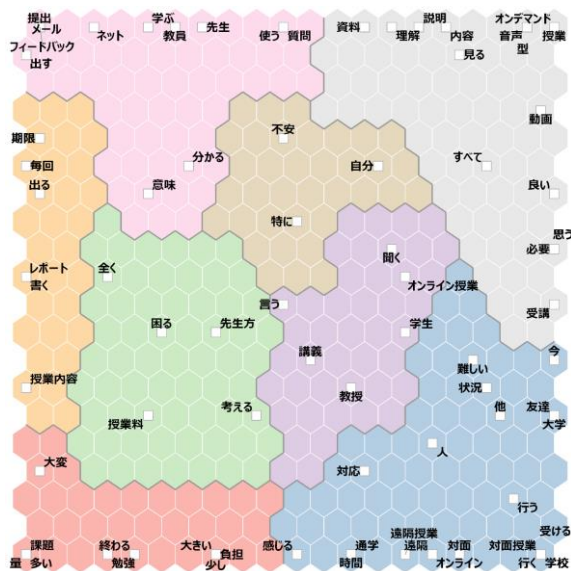 提出 学ぶ 説明 オンデマンド
メール ネット 教員 先生 使う 質問 資料 理解 内容 音声 授業
フィードバック 見る 型
出す
動画
期限 不安
毎回 分かる 自分 すべて
出る 意味 良い
特に
思う
聞く 必要
レポート 全く オンライン授業
書く
言う 受講
困る 先生方 学生
講義 難しい 今
授業内容 教授 状況
授業料 考える 他 友達
大学
人
大変 対応
行う
遠隔授業 受ける
課題 終わる 大きい 感じる 通学 遠隔 対面 対面授業
量 多い 勉強 負担 時間 オンライン 行く 学校
少し